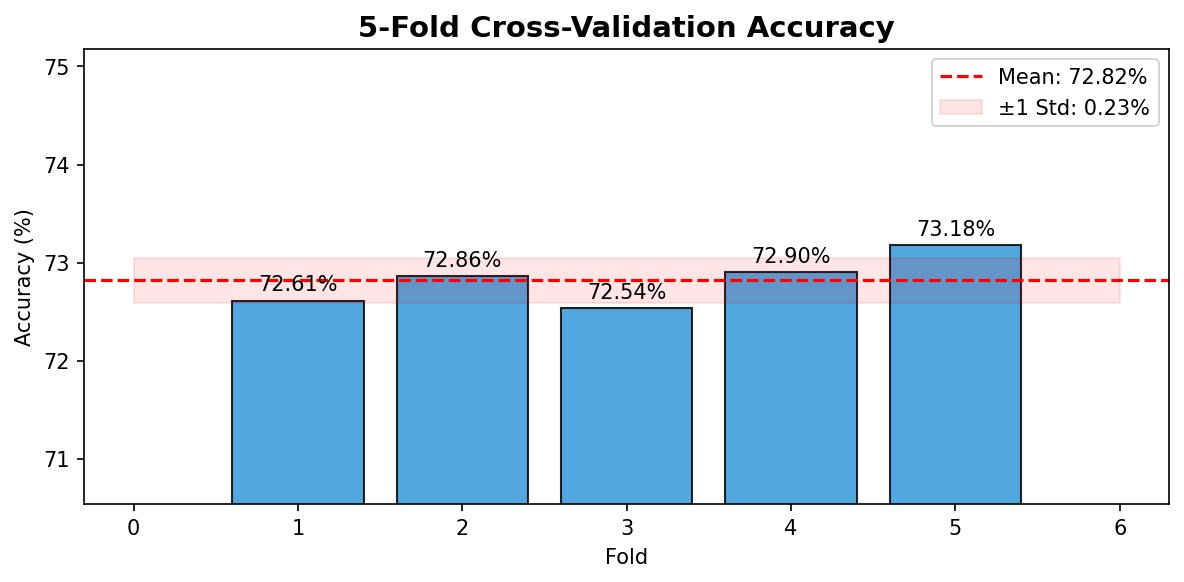 5-Fold Cross-Validation Accuracy
Mean: 72.82%
±1 Std: 0.23%
Accuracy (%)
75
74
73
72
71
72.61%
72.86%
72.54%
72.90%
73.18%
0 1 2 3 4 5 6
Fold